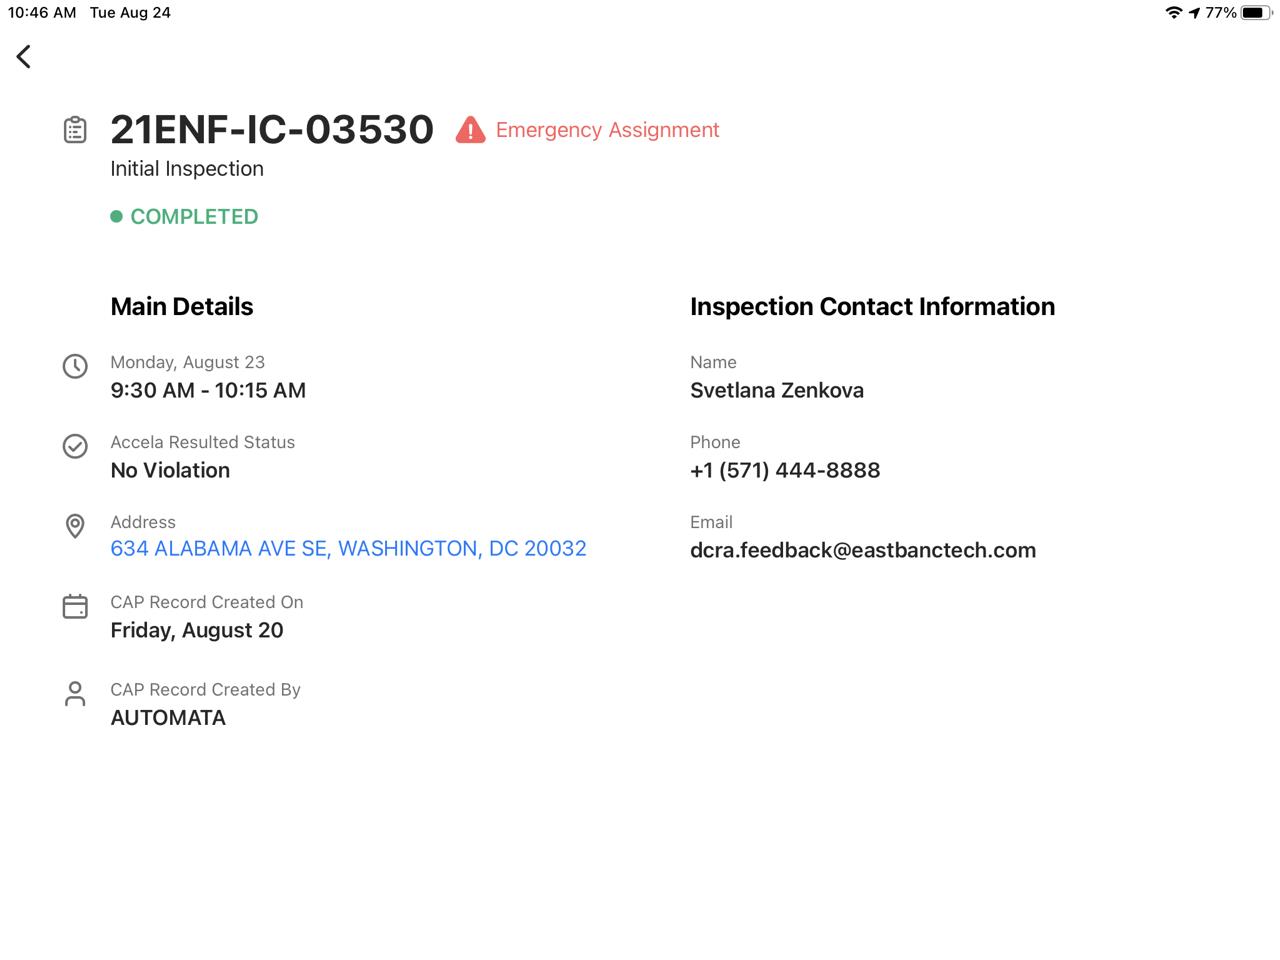 10:46 AM Tue Aug 24
77%
21ENF-IC-03530
Emergency Assignment
Initial Inspection
COMPLETED
Main Details
Monday, August 23
9:30 AM - 10:15 AM
Accela Resulted Status
No Violation
Address
634 ALABAMA AVE SE, WASHINGTON, DC 20032
CAP Record Created On
Friday, August 20
CAP Record Created By
AUTOMATA
Inspection Contact Information
Name
Svetlana Zenkova
Phone
+1 (571) 444-8888
Email
dcra.feedback@eastbanctech.com